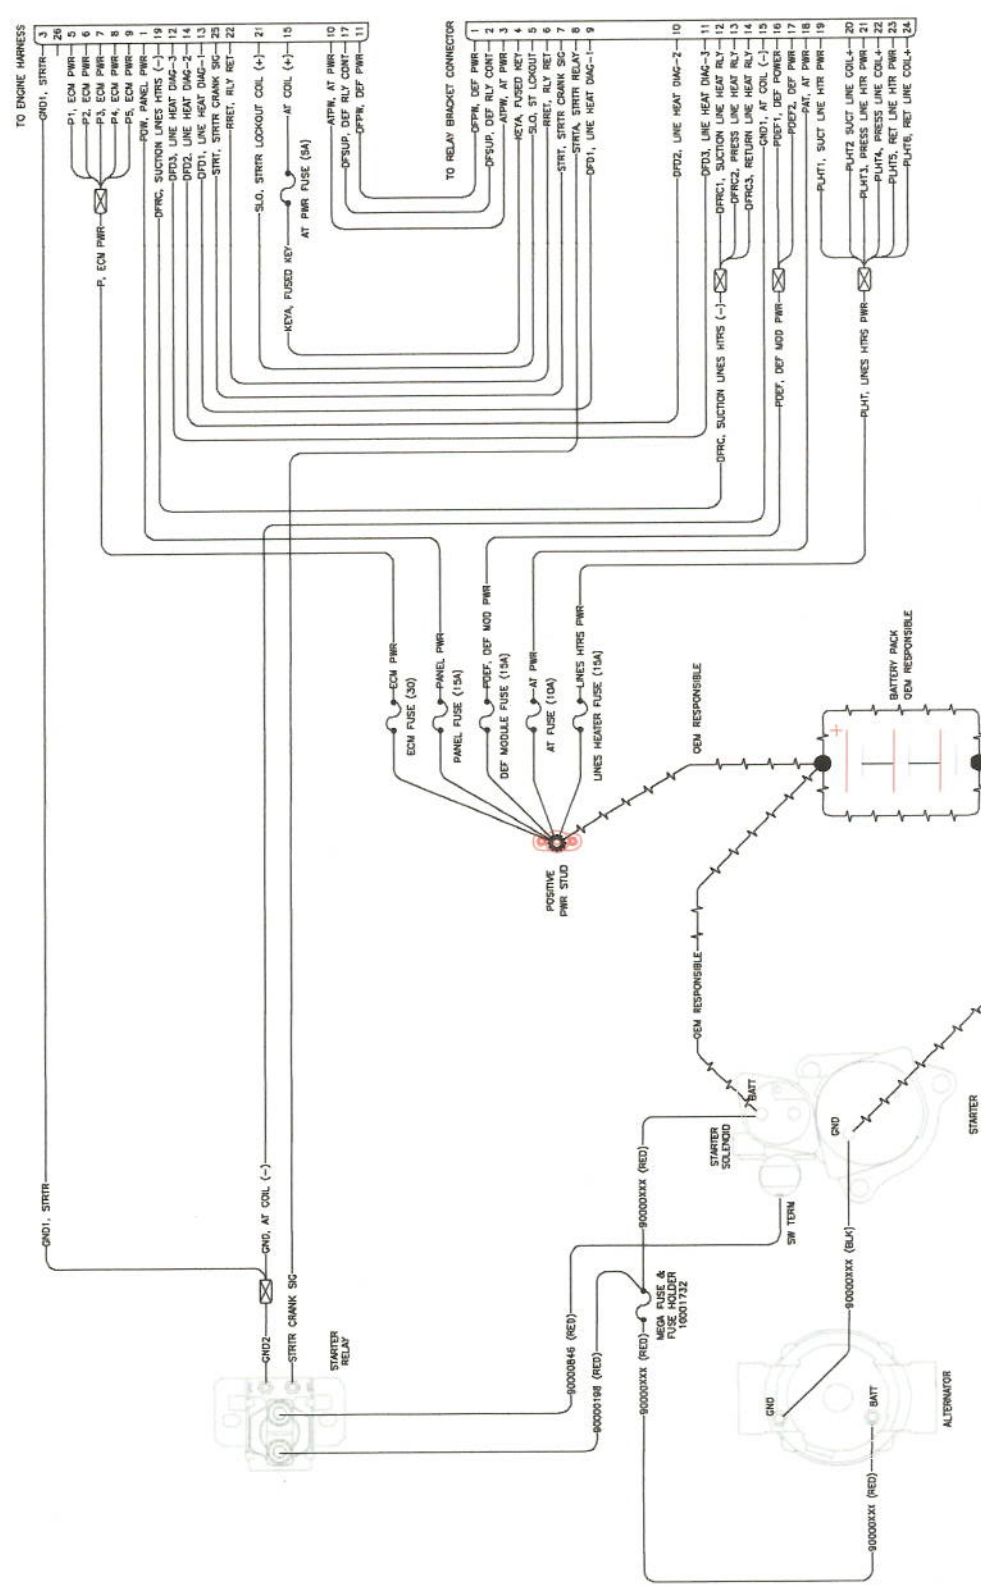 TO ENGINE HARNESS
3
GND1, STRTR
26
5
P1, ECM PWR
6
P2, ECM PWR
7
P3, ECM PWR
8
P4, ECM PWR
9
P5, ECM PWR
1
POW, PANEL PWR
19
DFRC, SUCTION LINES HTRS (-)
12
DFD3, LINE HEAT DIAG-3
14
DFD2, LINE HEAT DIAG-2
13
DFD1, LINE HEAT DIAG-1
25
STRT, STRTR CRANK SIG
22
RRET, RLY RET
21
SLO, STRTR LOCKOUT COIL (+)
15
AT COIL (+)
AT PWR FUSE (5A)
KEYA, FUSED KEY
10
ATPW, AT PWR
17
DFSUP, DEF RLY CONT
11
DFPW, DEF PWR
P, ECM PWR
TO RELAY BRACKET CONNECTOR
1
DFPW, DEF PWR
2
DFSUP, DEF RLY CONT
3
ATPW, AT PWR
4
KEYA, FUSED KEY
5
SLO, ST LCKOUT
6
RRET, RLY RET
7
STRT, STRTR CRANK SIG
8
STRTA, STRTR RELAY
9
DFD1, LINE HEAT DIAG-1
10
DFD2, LINE HEAT DIAG-2
11
DFD3, LINE HEAT DIAG-3
12
DFRC1, SUCTION LINE HEAT RLY
13
DFRC2, PRESS LINE HEAT RLY
14
DFRC3, RETURN LINE HEAT RLY
15
GND1, AT COIL (-)
16
PDEF1, DEF POWER
17
PDEF2, DEF PWR
18
PAT, AT PWR
19
PLHT1, SUCT LINE HTR PWR
20
PLHT2 SUCT LINE COIL+
21
PLHT3, PRESS LINE HTR PWR
22
PLHT4, PRESS LINE COIL+
23
PLHT5, RET LINE HTR PWR
24
PLHT6, RET LINE COIL+
DFRC, SUCTION LINES HTRS (-)
PDEF, DEF MOD PWR
PLHT, LINES HTRS PWR
ECM PWR
ECM FUSE (30)
PANEL PWR
PANEL FUSE (15A)
PDEF, DEF MOD PWR
DEF MODULE FUSE (15A)
AT PWR
AT FUSE (10A)
LINES HTRS PWR
LINES HEATER FUSE (15A)
POSITIVE
PWR STUD
OEM RESPONSIBLE
BATTERY PACK
OEM RESPONSIBLE
+
OEM RESPONSIBLE
BATT
STARTER
SOLENOID
SW TERM
GND
STARTER
GND1, STRTR
GND, AT COIL (-)
GND2
STRTR CRANK SIG
STARTER
RELAY
90000XXX (RED)
MEGA FUSE &
FUSE HOLDER
10001732
90000846 (RED)
90000198 (RED)
90000XXX (RED)
90000XXX (BLK)
GND
BATT
ALTERNATOR
90000XXX (RED)